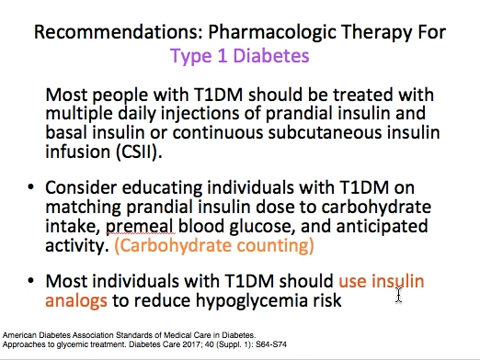 Recommendations: Pharmacologic Therapy For
Type 1 Diabetes
Most people with T1DM should be treated with
multiple daily injections of prandial insulin and
basal insulin or continuous subcutaneous insulin
infusion (CSII).
• Consider educating individuals with T1DM on
matching prandial insulin dose to carbohydrate
intake, premeal blood glucose, and anticipated
activity. (Carbohydrate counting)
• Most individuals with T1DM should use insulin
analogs to reduce hypoglycemia risk
American Diabetes Association Standards of Medical Care in Diabetes.
Approaches to glycemic treatment. Diabetes Care 2017; 40 (Suppl. 1): S64-S74